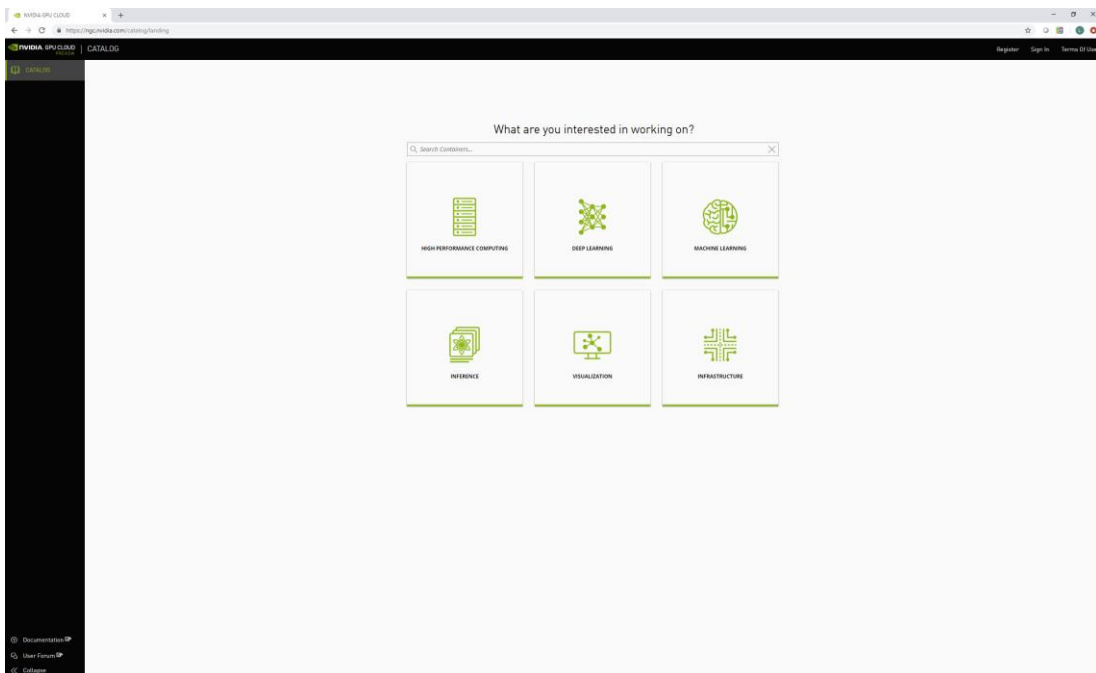 NVIDIA GPU CLOUD
https://ngc.nvidia.com/catalog/landing
NVIDIA. GPU CLOUD | CATALOG
Register Sign In Terms Of Use
CATALOG
What are you interested in working on?
Search Containers...
HIGH PERFORMANCE COMPUTING
DEEP LEARNING
MACHINE LEARNING
INFERENCE
VISUALIZATION
INFRASTRUCTURE
Documentation
User Forum
Collapse